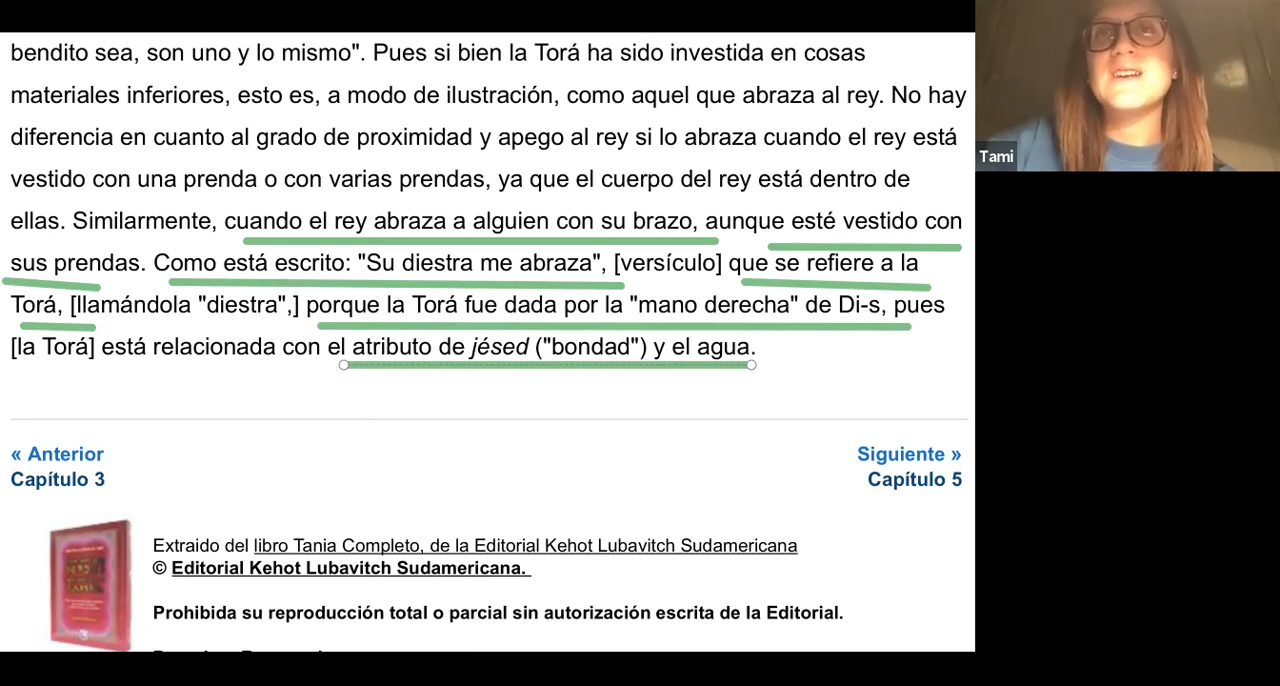 bendito sea, son uno y lo mismo". Pues si bien la Torá ha sido investida en cosas
materiales inferiores, esto es, a modo de ilustración, como aquel que abraza al rey. No hay
diferencia en cuanto al grado de proximidad y apego al rey si lo abraza cuando el rey está
vestido con una prenda o con varias prendas, ya que el cuerpo del rey está dentro de
ellas. Similarmente, cuando el rey abraza a alguien con su brazo, aunque esté vestido con
sus prendas. Como está escrito: "Su diestra me abraza", [versículo] que se refiere a la
Torá, [llamándola "diestra",] porque la Torá fue dada por la "mano derecha" de Di-s, pues
[la Torá] está relacionada con el atributo de jésed ("bondad") y el agua.
« Anterior
Capítulo 3
Siguiente »
Capítulo 5
Extraido del libro Tania Completo, de la Editorial Kehot Lubavitch Sudamericana
© Editorial Kehot Lubavitch Sudamericana.
Prohibida su reproducción total o parcial sin autorización escrita de la Editorial.
Tami